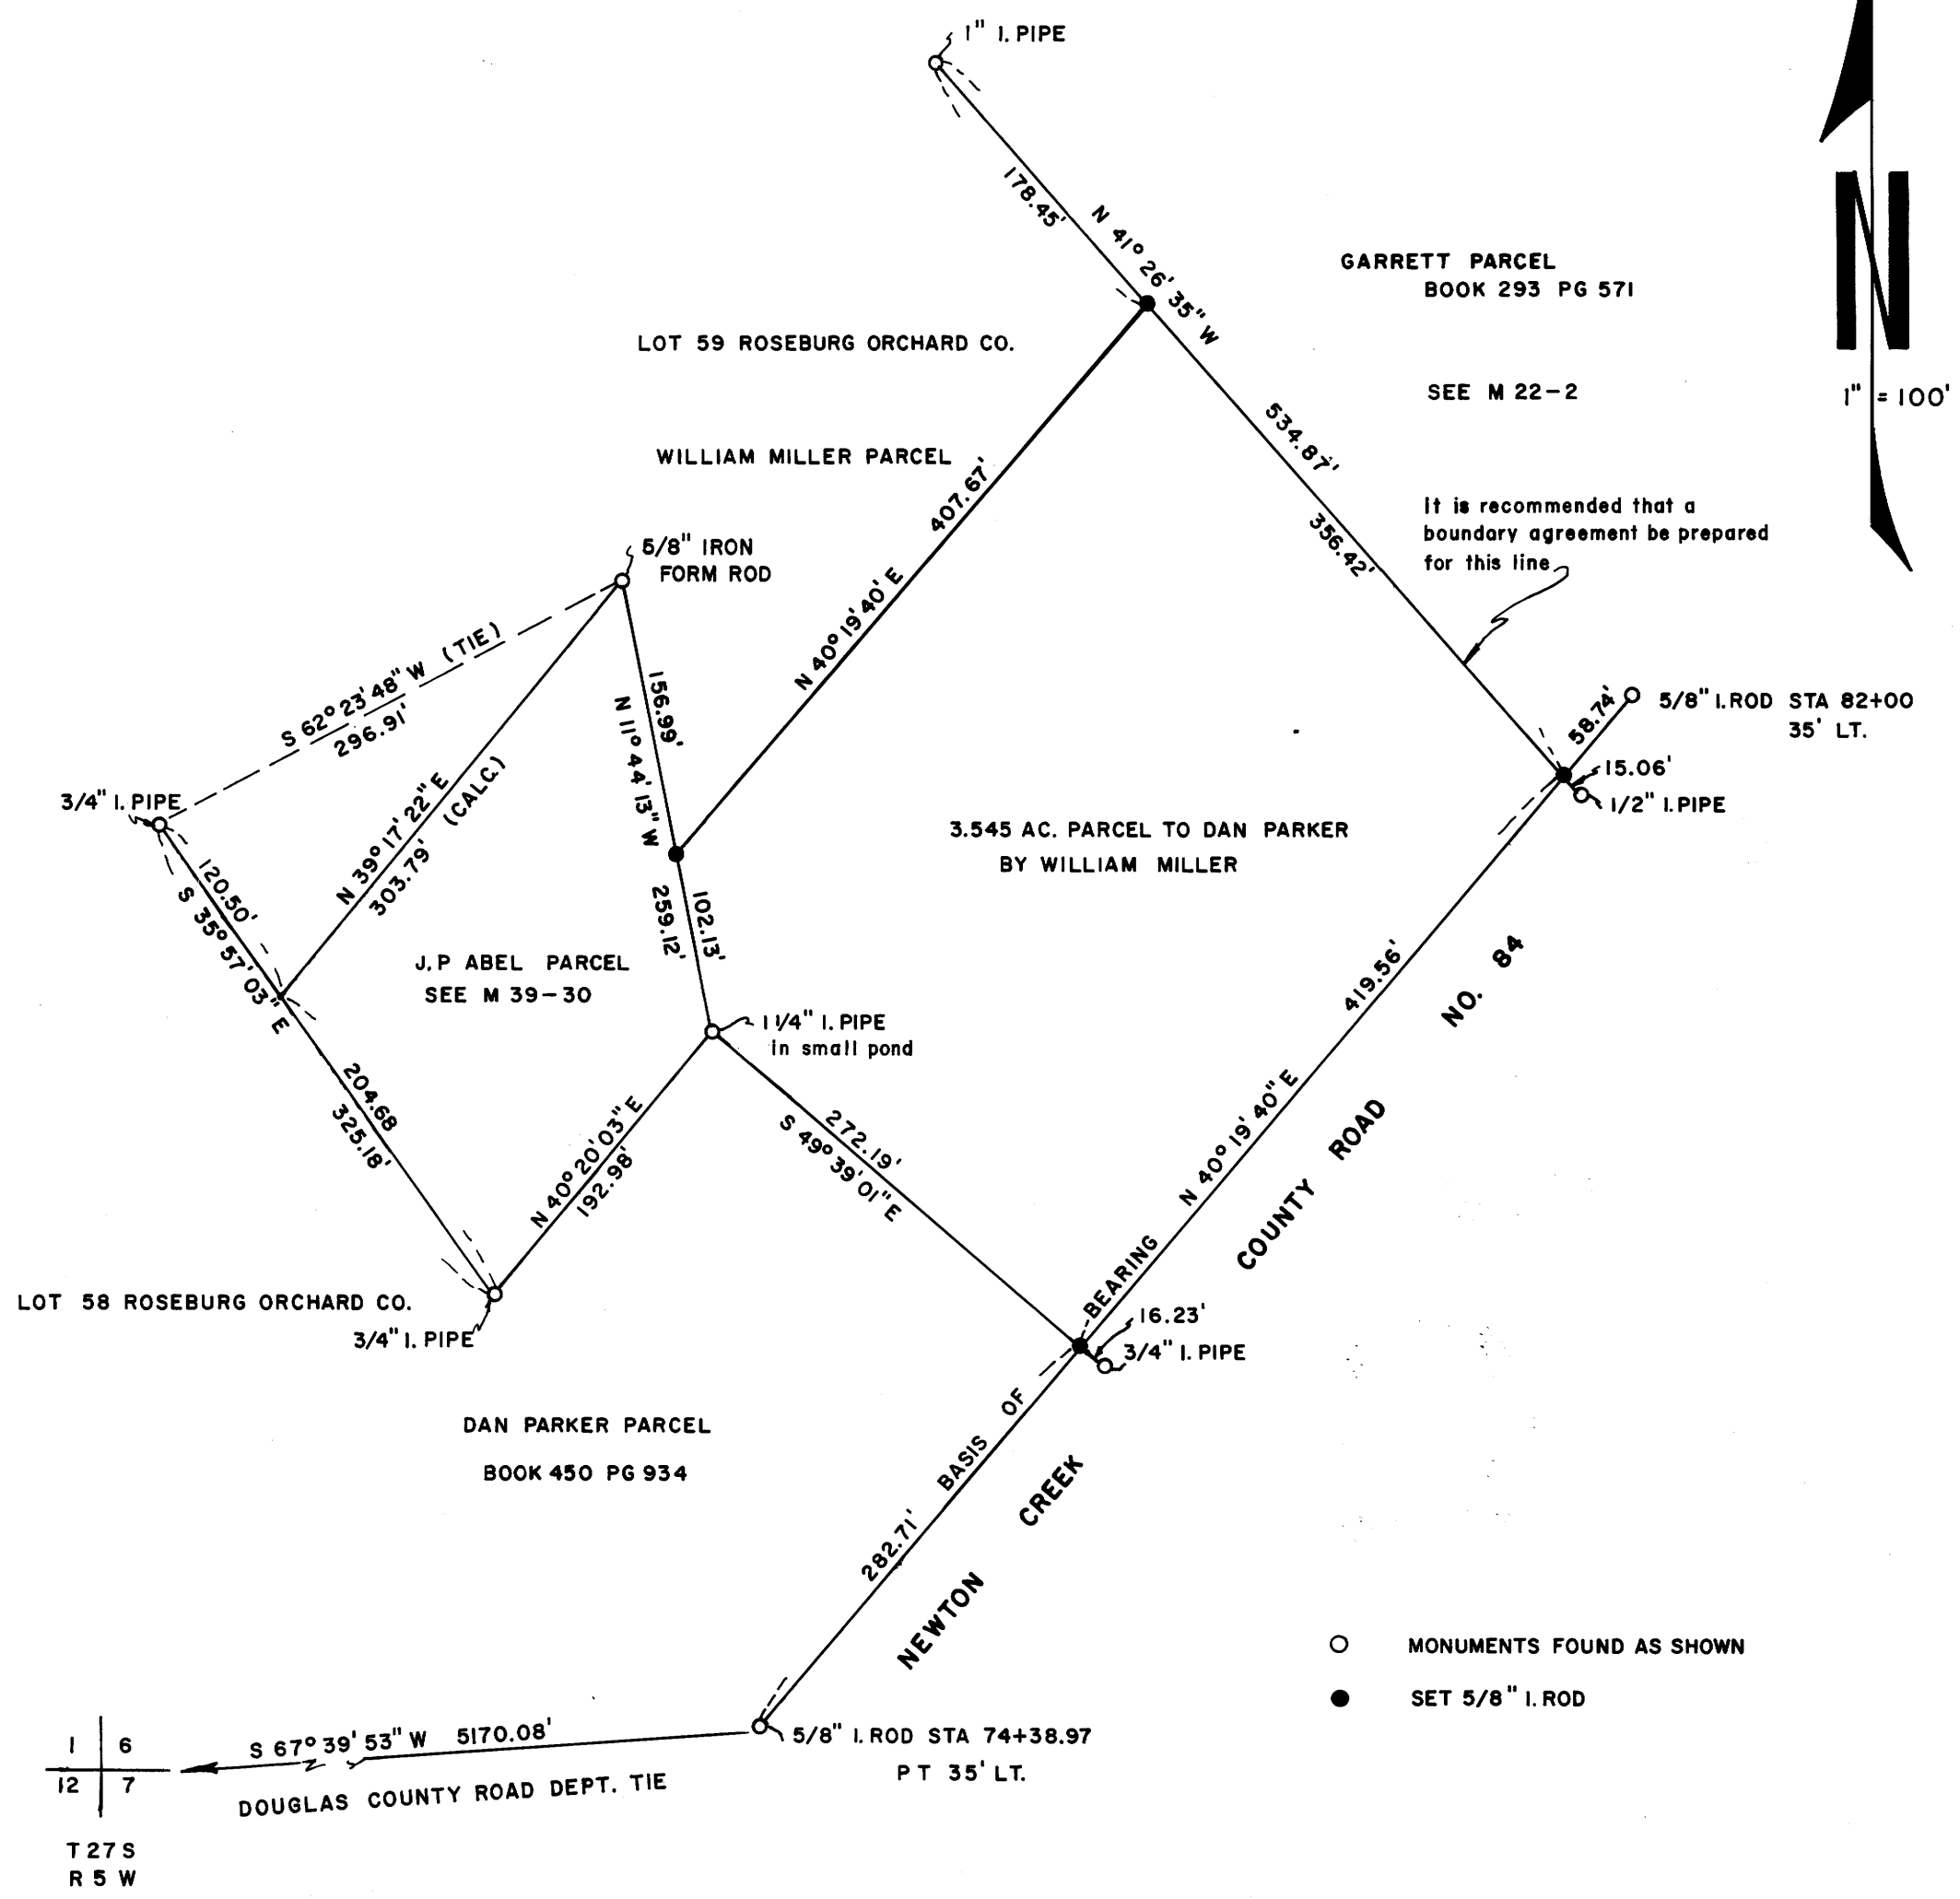 1" I. PIPE
178.45'
N 41° 26' 35" W
GARRETT PARCEL
BOOK 293 PG 571
N
1" = 100'
LOT 59 ROSEBURG ORCHARD CO.
SEE M 22-2
534.87'
WILLIAM MILLER PARCEL
407.67'
356.42'
It is recommended that a
boundary agreement be prepared
for this line
5/8" IRON
FORM ROD
N 40° 19' 40' E
S 62° 23' 48" W (TIE)
296.91'
156.99'
N 11° 44' 13" W
58.74'
5/8" I. ROD STA 82+00
35' LT.
15.06'
1/2" I. PIPE
3/4" I. PIPE
N 39° 17' 22" E
(CALC.)
303.79'
120.50'
S 35° 57' 03" E
3.545 AC. PARCEL TO DAN PARKER
BY WILLIAM MILLER
102.13'
259.12'
J. P ABEL PARCEL
SEE M 39-30
419.56'
NO. 84
1 1/4" I. PIPE
in small pond
204.68
325.18'
N 40° 20' 03" E
192.98'
272.19'
S 49° 39' 01" E
N 40° 19' 40" E
COUNTY ROAD
LOT 58 ROSEBURG ORCHARD CO.
3/4" I. PIPE
BASIS OF BEARING
16.23'
3/4" I. PIPE
DAN PARKER PARCEL
BOOK 450 PG 934
282.71'
NEWTON CREEK
MONUMENTS FOUND AS SHOWN
SET 5/8" I. ROD
1 6
12 7
S 67° 39' 53" W 5170.08'
5/8" I. ROD STA 74+38.97
PT 35' LT.
DOUGLAS COUNTY ROAD DEPT. TIE
T 27 S
R 5 W